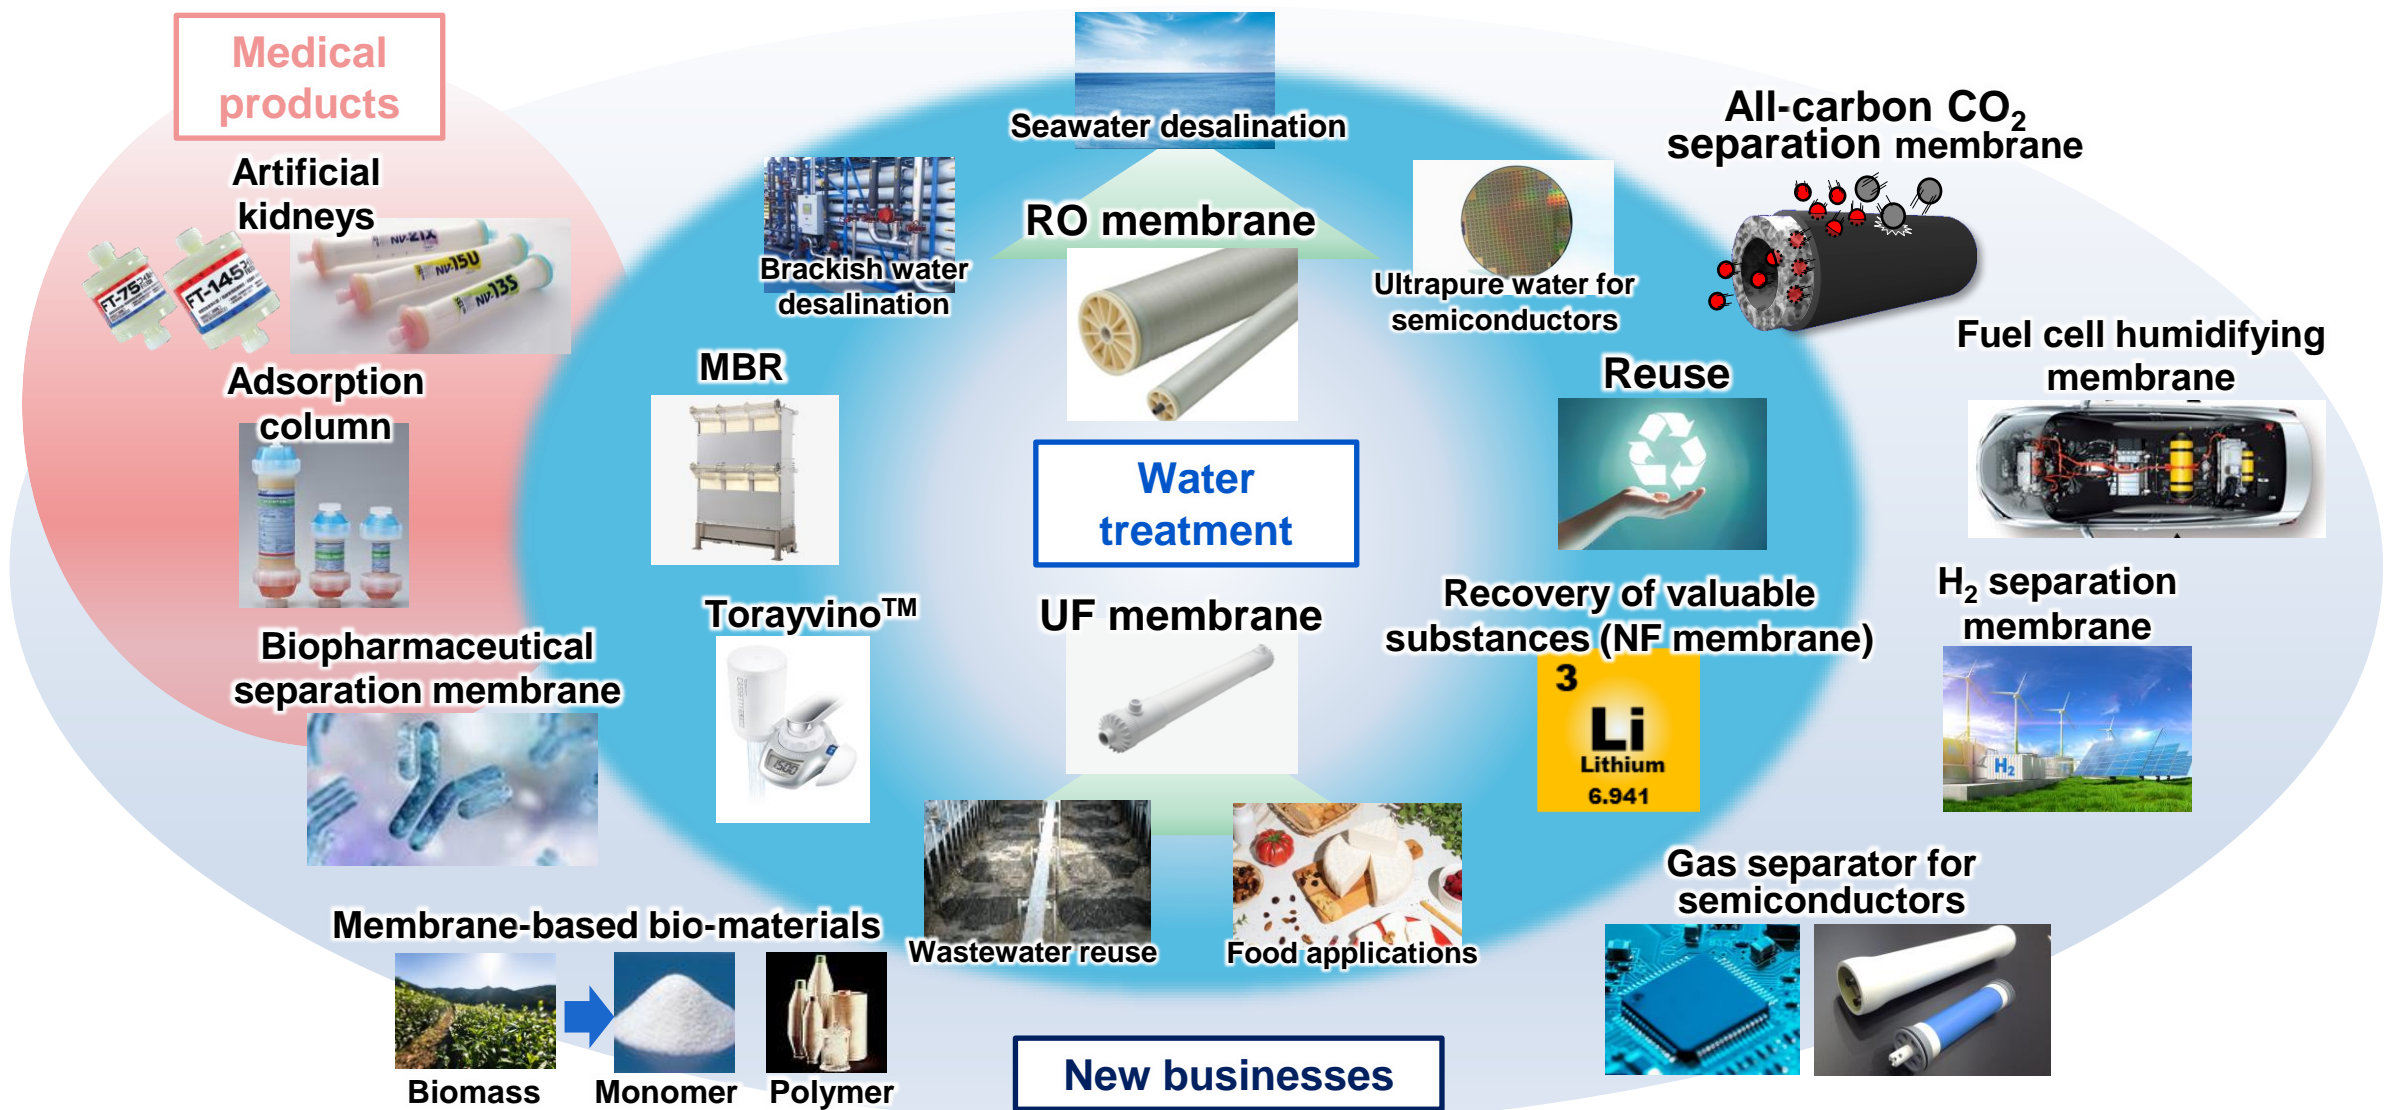 Medical
products
Artificial
kidneys
FT-75
FT-145
NV-21X
NV-15U
NV-13S
Adsorption
column
Biopharmaceutical
separation membrane
Membrane-based bio-materials
Biomass
Monomer
Polymer
Seawater desalination
Brackish water
desalination
RO membrane
Ultrapure water for
semiconductors
MBR
Reuse
Water
treatment
Torayvino™
1500
UF membrane
Recovery of valuable
substances (NF membrane)
3
Li
Lithium
6.941
Wastewater reuse
Food applications
All-carbon CO₂
separation membrane
Fuel cell humidifying
membrane
H₂ separation
membrane
H₂
Gas separator for
semiconductors
New businesses